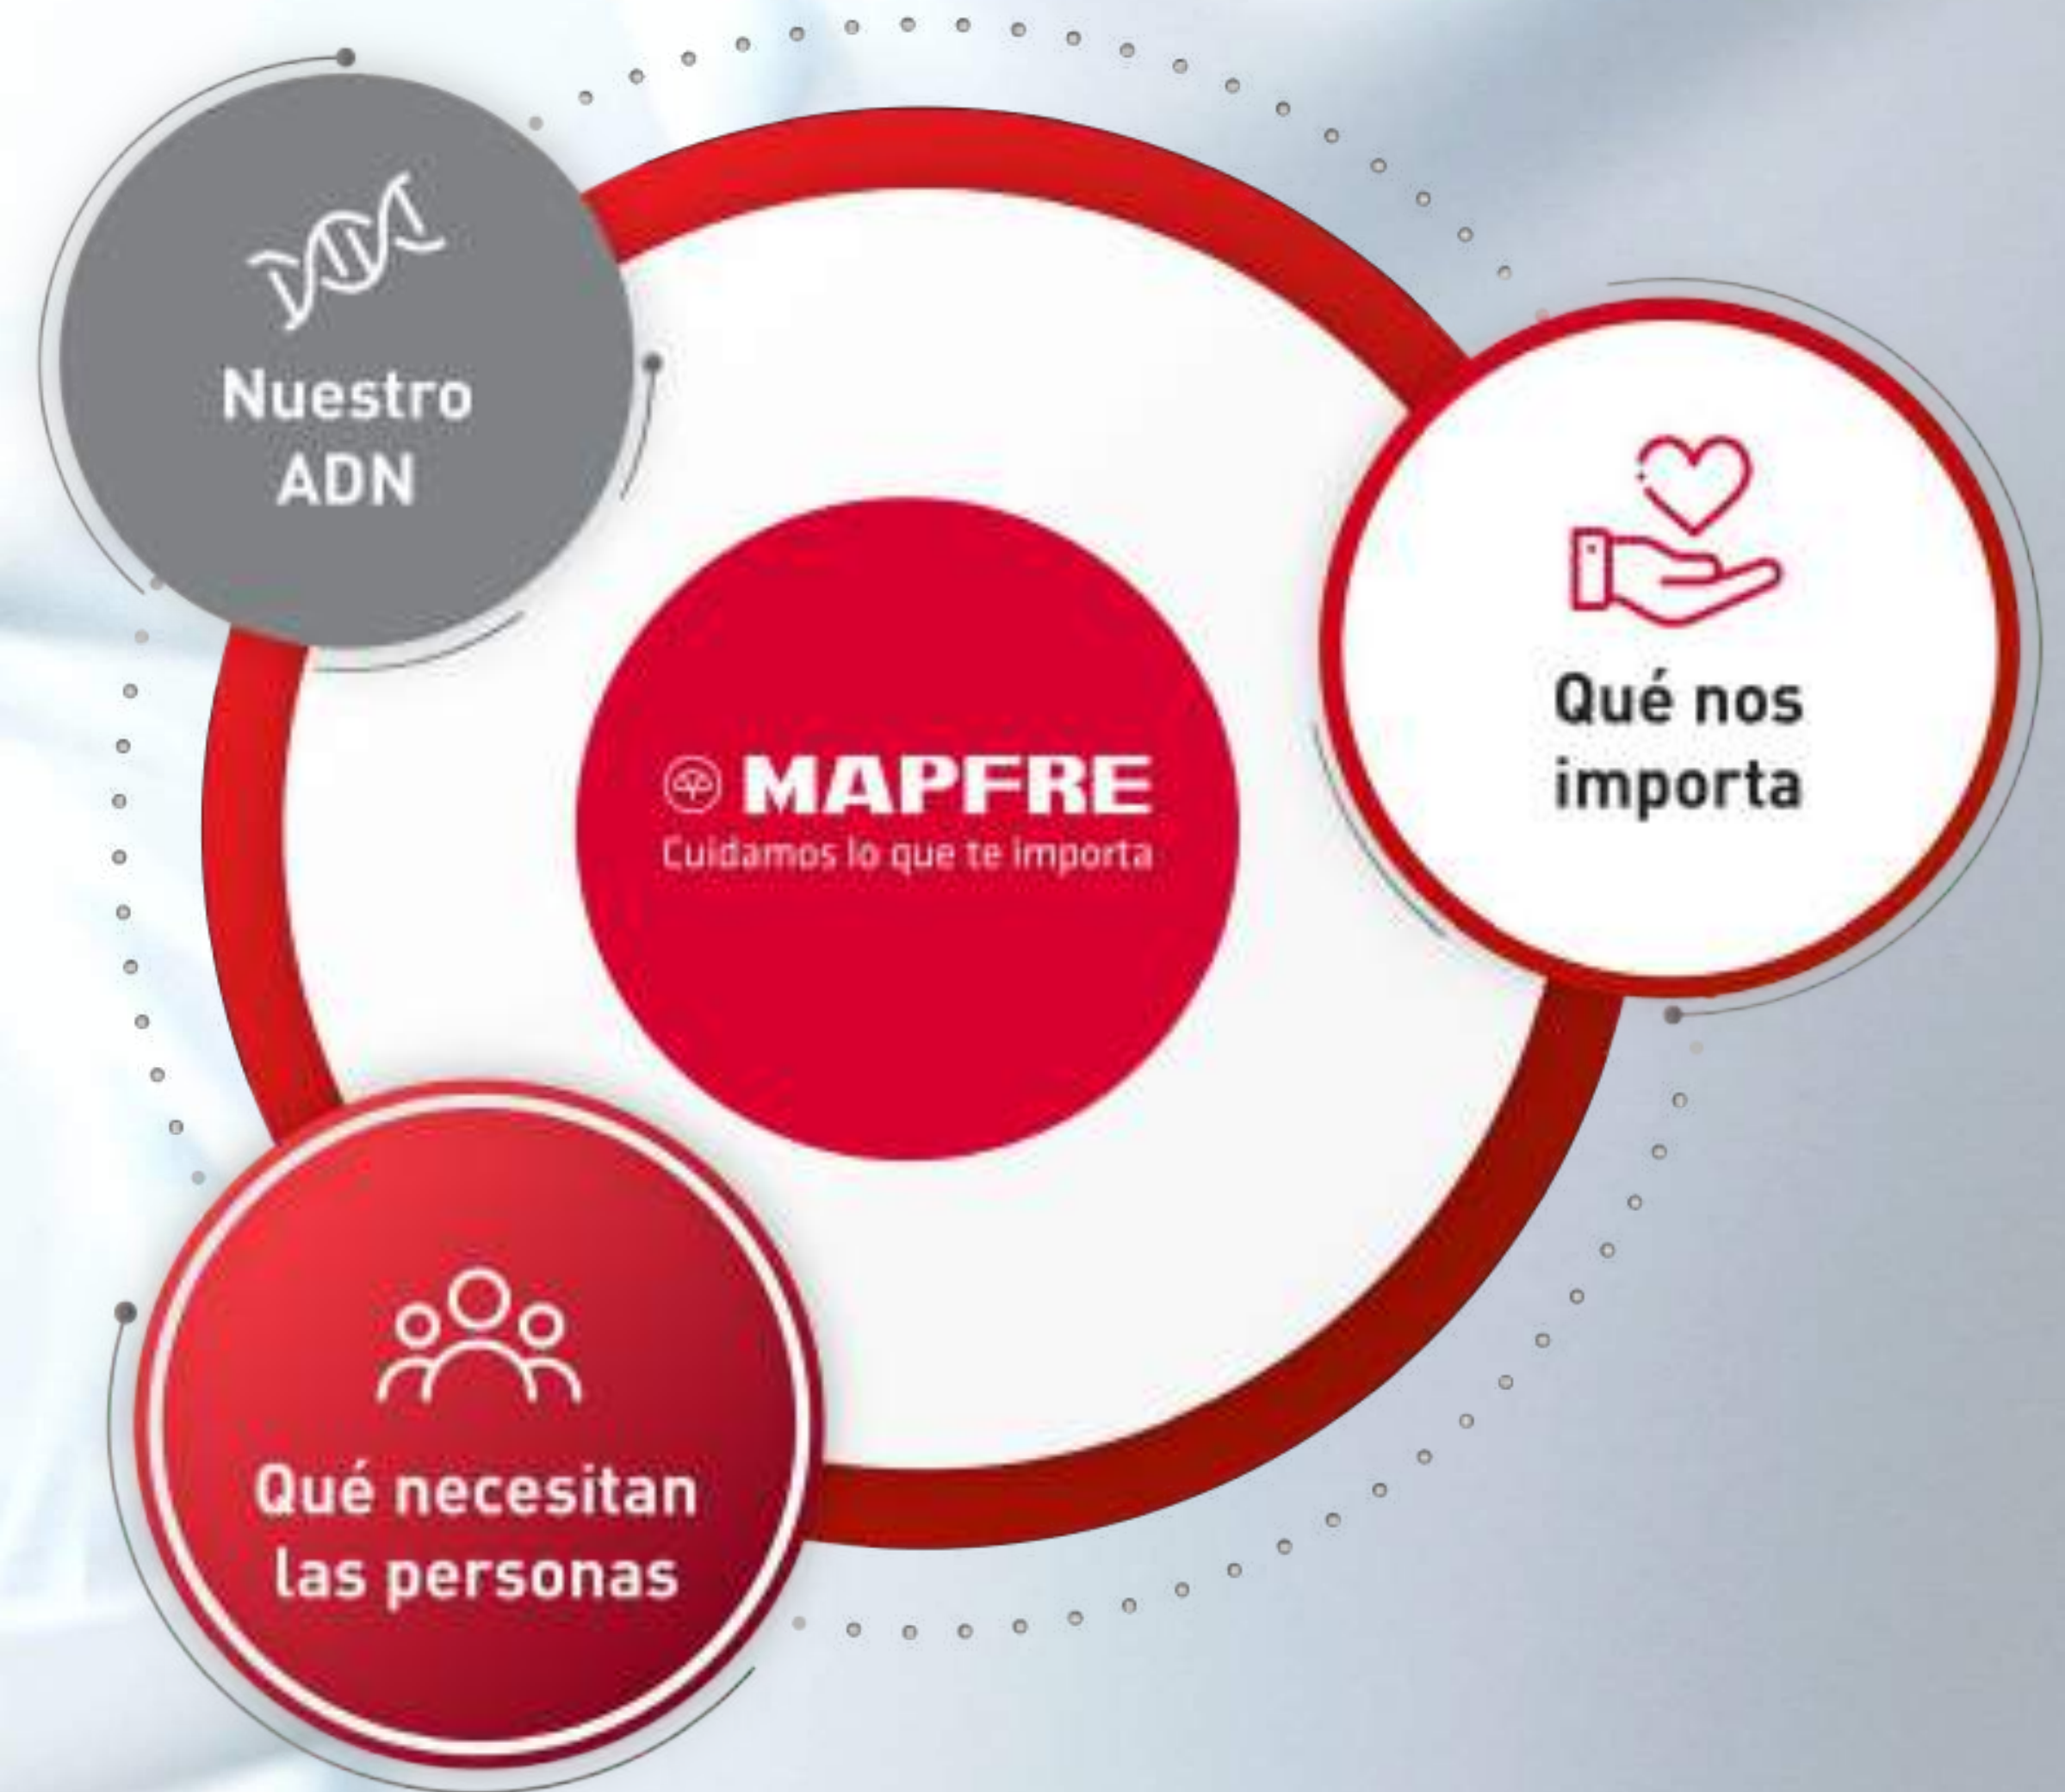 Nuestro
ADN
Qué nos
importa
MAPFRE
Cuidamos lo que te importa
Qué necesitan
las personas